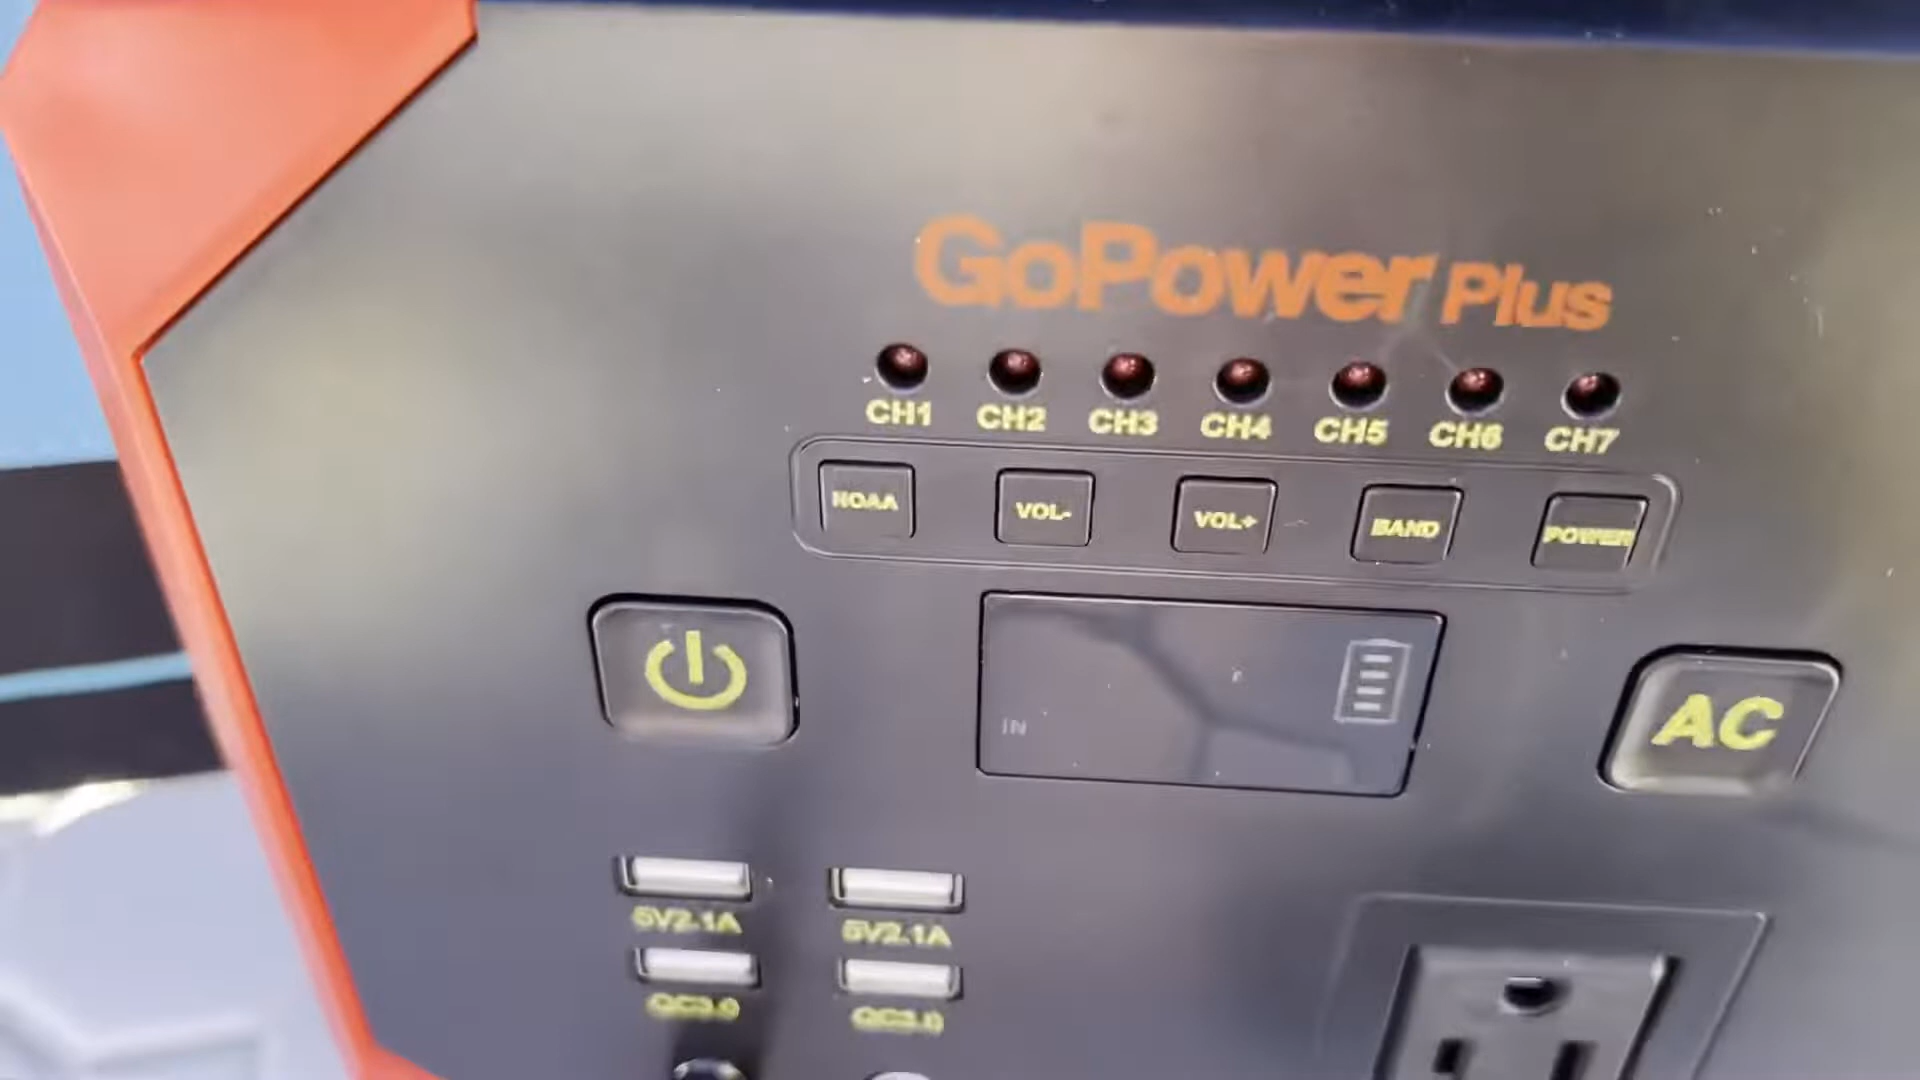 GoPower Plus
CH1 CH2 CH3 CH4 CH5 CH6 CH7
NOAA VOL- VOL+ BAND POWER
IN
AC
5V2.1A 5V2.1A
QC3.0 QC3.0